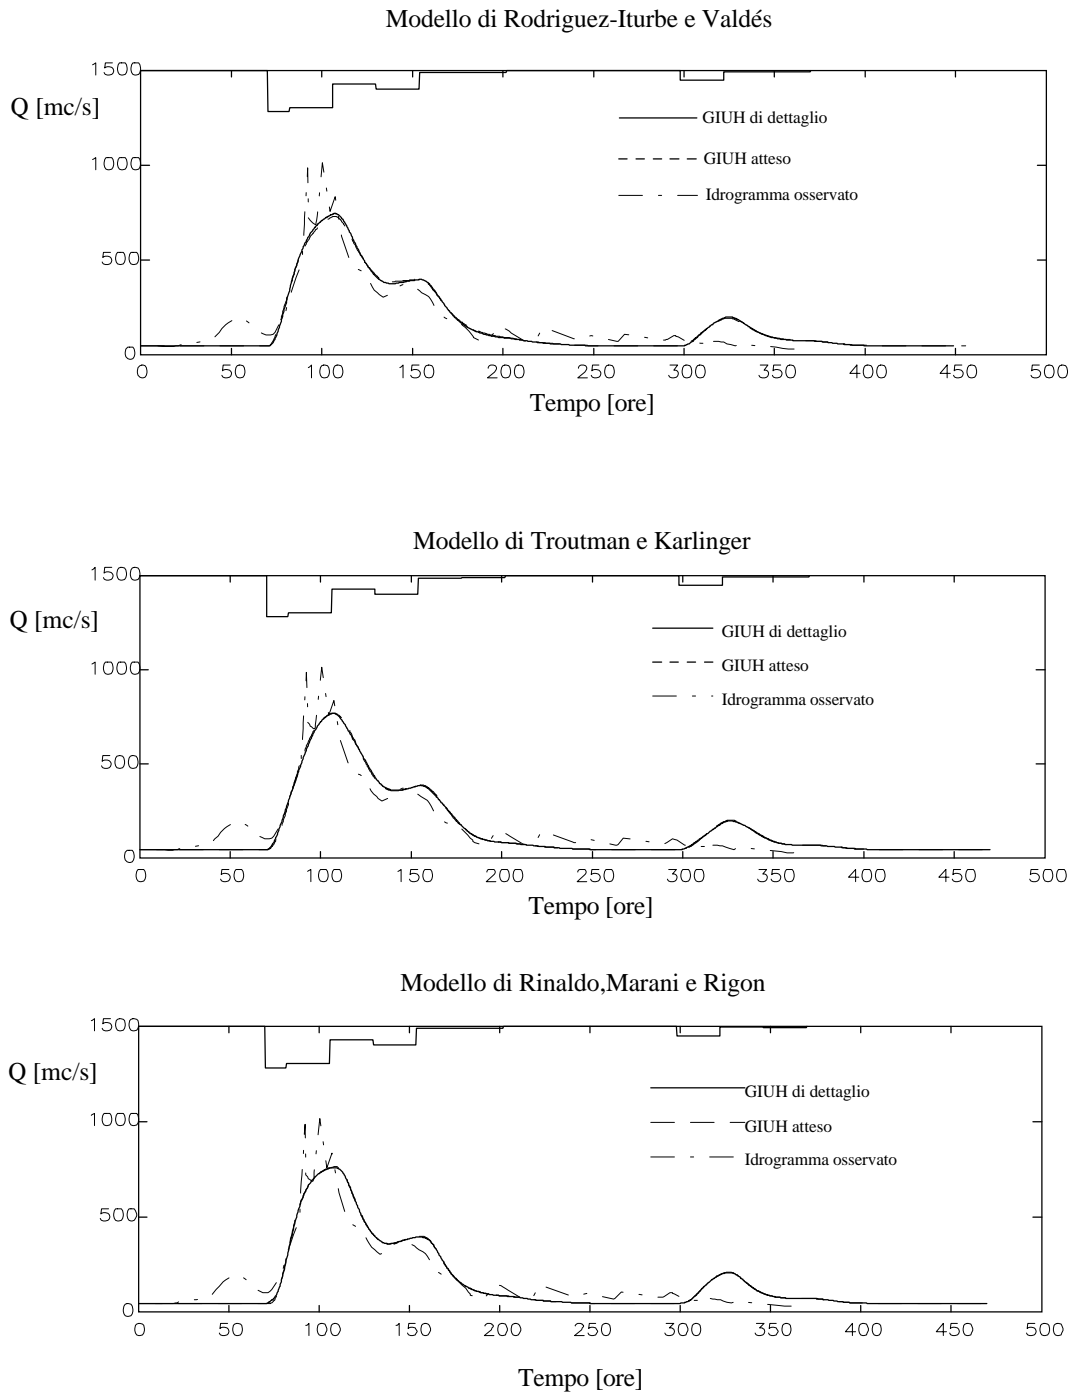 Modello di Rodriguez-Iturbe e Valdés
1500
Q [mc/s]
GIUH di dettaglio
1000
GIUH atteso
Idrogramma osservato
500
0
0 50 100 150 200 250 300 350 400 450 500
Tempo [ore]
Modello di Troutman e Karlinger
1500
Q [mc/s]
GIUH di dettaglio
1000
GIUH atteso
Idrogramma osservato
500
0
0 50 100 150 200 250 300 350 400 450 500
Tempo [ore]
Modello di Rinaldo,Marani e Rigon
1500
Q [mc/s]
GIUH di dettaglio
1000
GIUH atteso
Idrogramma osservato
500
0
0 50 100 150 200 250 300 350 400 450 500
Tempo [ore]